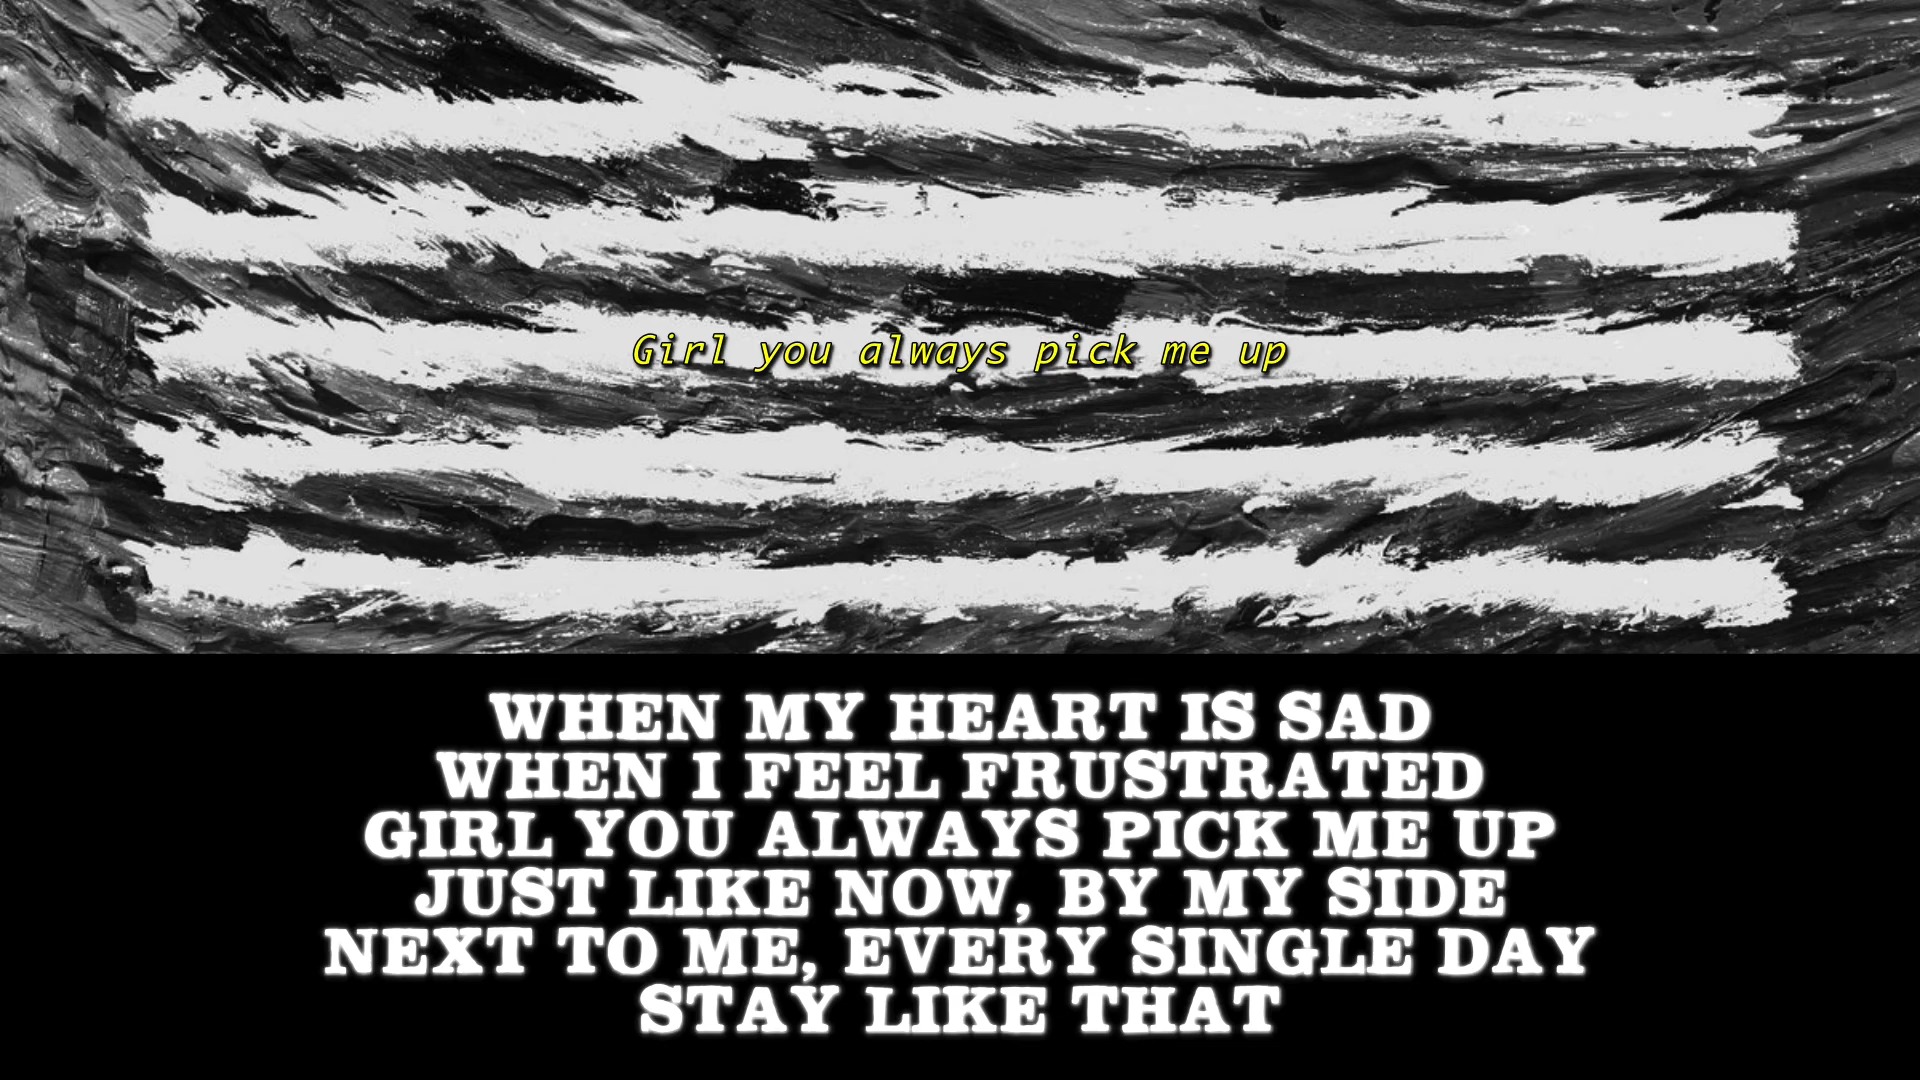 Girl you always pick me up
WHEN MY HEART IS SAD
WHEN I FEEL FRUSTRATED
GIRL YOU ALWAYS PICK ME UP
JUST LIKE NOW, BY MY SIDE
NEXT TO ME, EVERY SINGLE DAY
STAY LIKE THAT